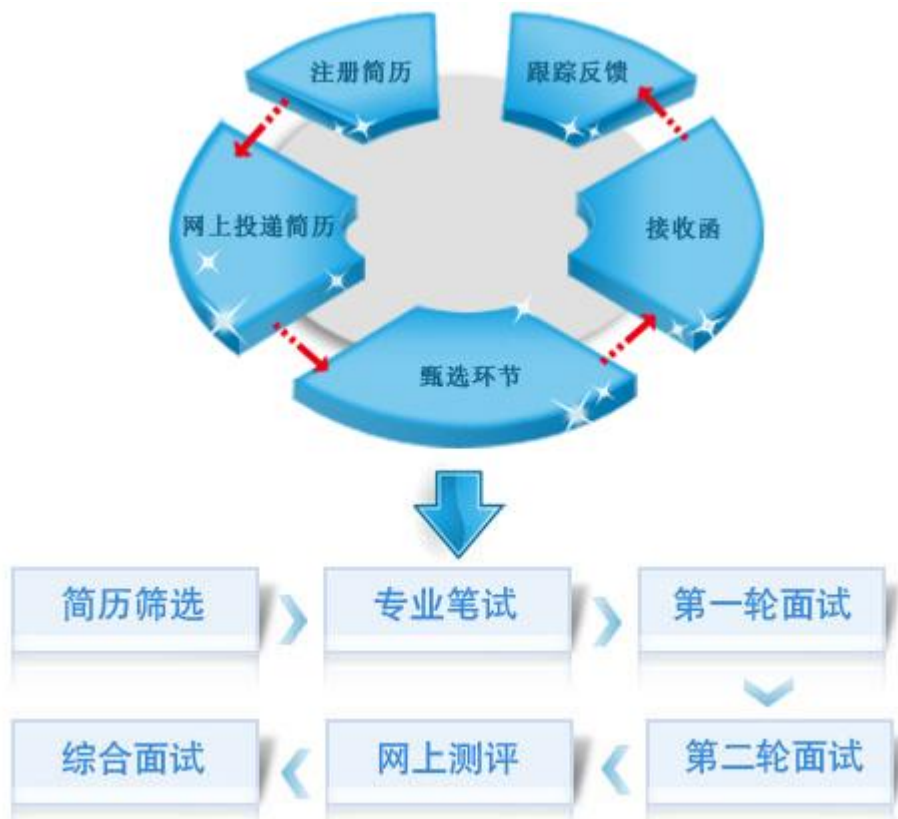 注册简历
跟踪反馈
网上投递简历
接收函
甄选环节
简历筛选
专业笔试
第一轮面试
综合面试
网上测评
第二轮面试